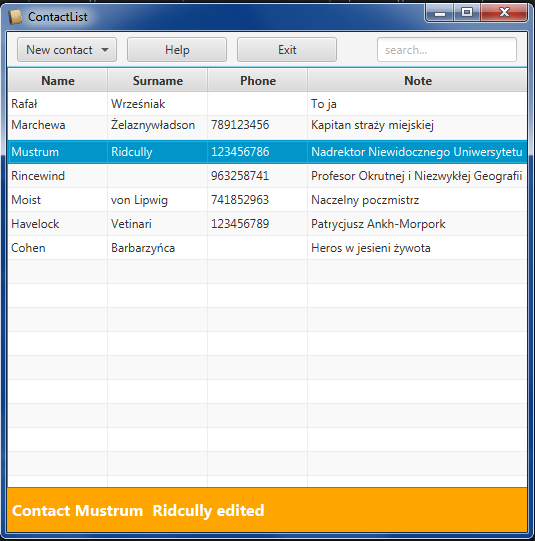 ContactList
New contact Help Exit search...
Name Surname Phone Note
Rafał Wrześniak To ja
Marchewa Żelaznywładson 789123456 Kapitan straży miejskiej
Mustrum Ridcully 123456786 Nadrektor Niewidocznego Uniwersytetu
Rincewind 963258741 Profesor Okrutnej i Niezwykłej Geografii
Moist von Lipwig 741852963 Naczelny poczmistrz
Havelock Vetinari 123456789 Patrycjusz Ankh-Morpork
Cohen Barbarzyńca Heros w jesieni żywota
Contact Mustrum  Ridcully edited